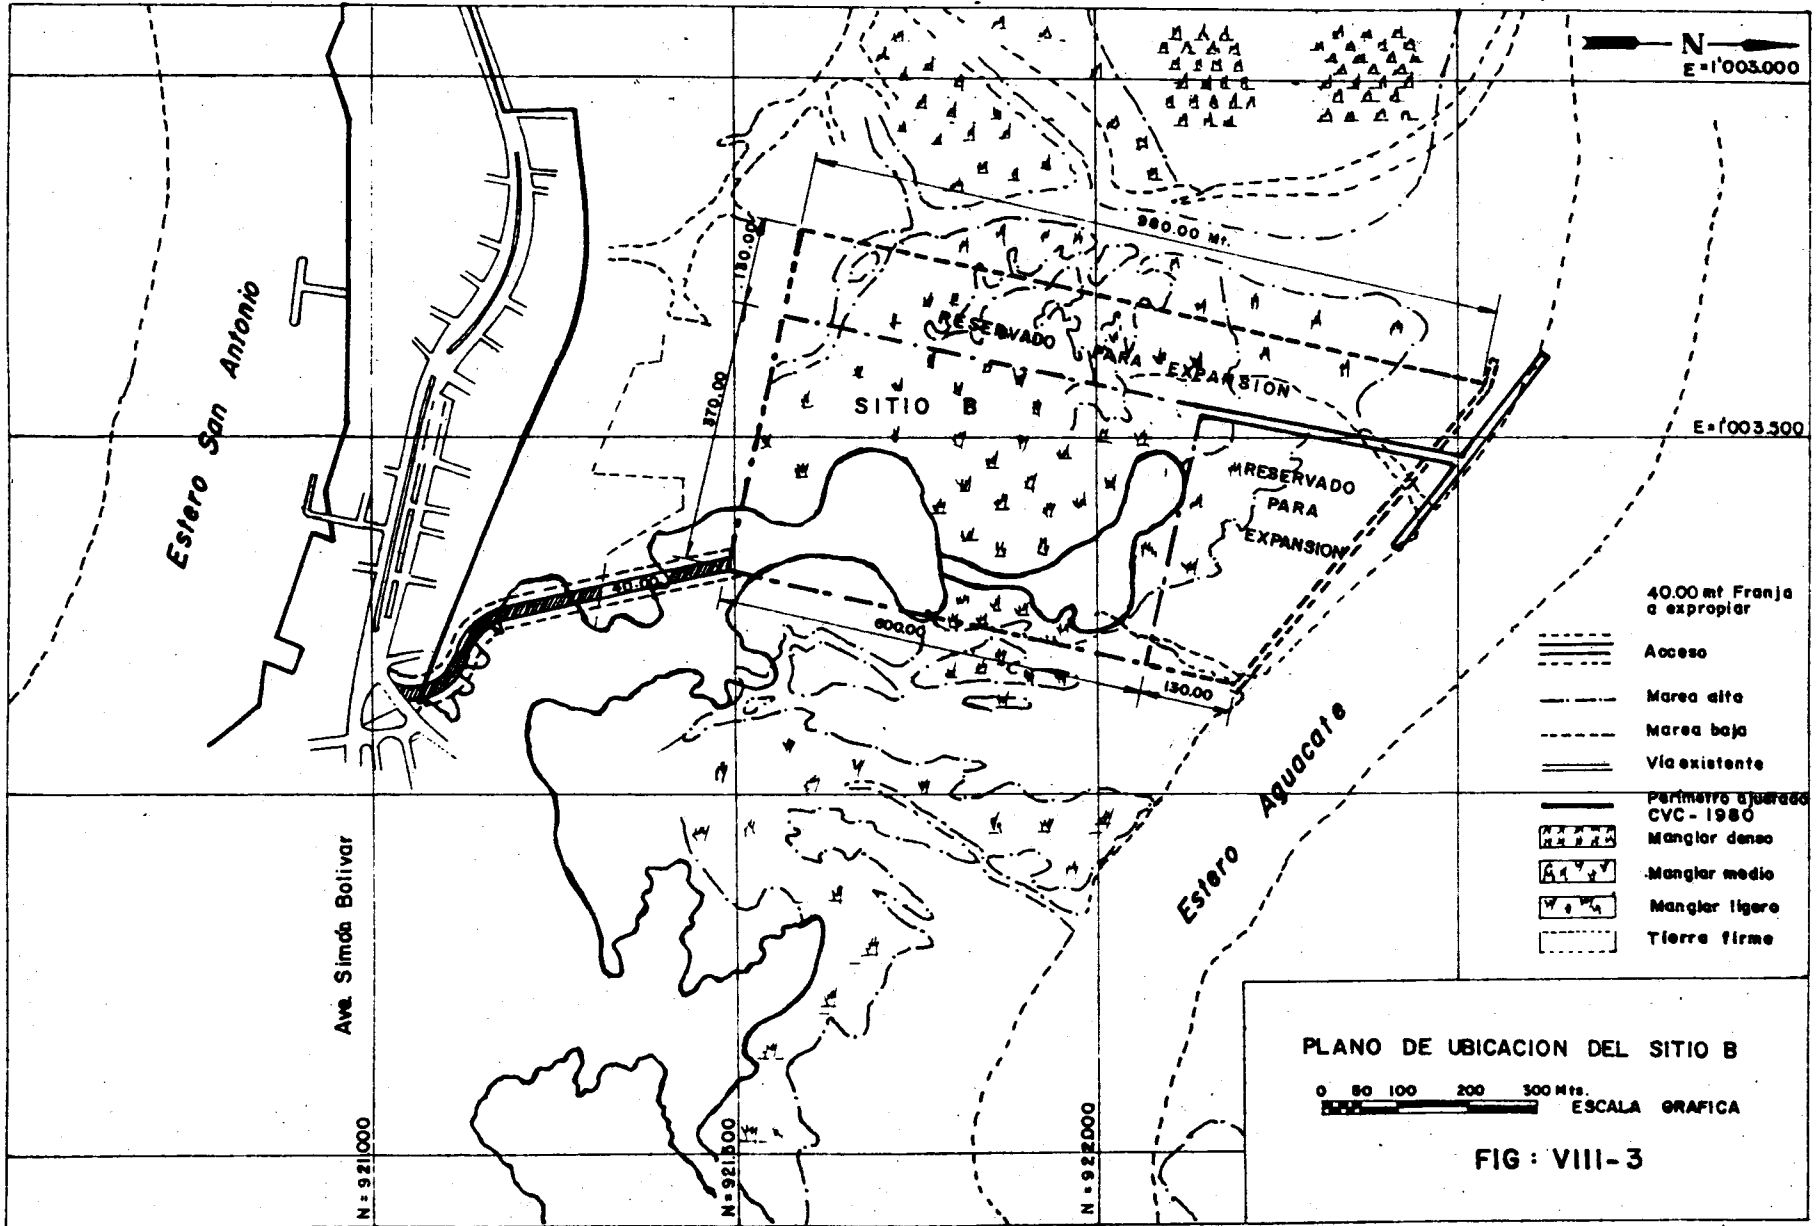 N
E=1'003.000
Estero San Antonio
130.00
980.00 Mt.
RESERVADO
PARA EXPANSION
370.00
SITIO B
E=1'003.500
RESERVADO
PARA
EXPANSION
40.00
600.00
130.00
Estero Aguacate
Ave. Simón Bolivar
40.00 mt Franja
a expropiar
Acceso
Marea alta
Marea baja
Vía existente
Perímetro ajustado
CVC - 1980
Manglar denso
Manglar medio
Manglar ligero
Tierra firme
N = 921.000
N = 921.500
N = 922.000
PLANO DE UBICACION DEL SITIO B
0 50 100 200 300 Mts.
ESCALA GRAFICA
FIG : VIII-3